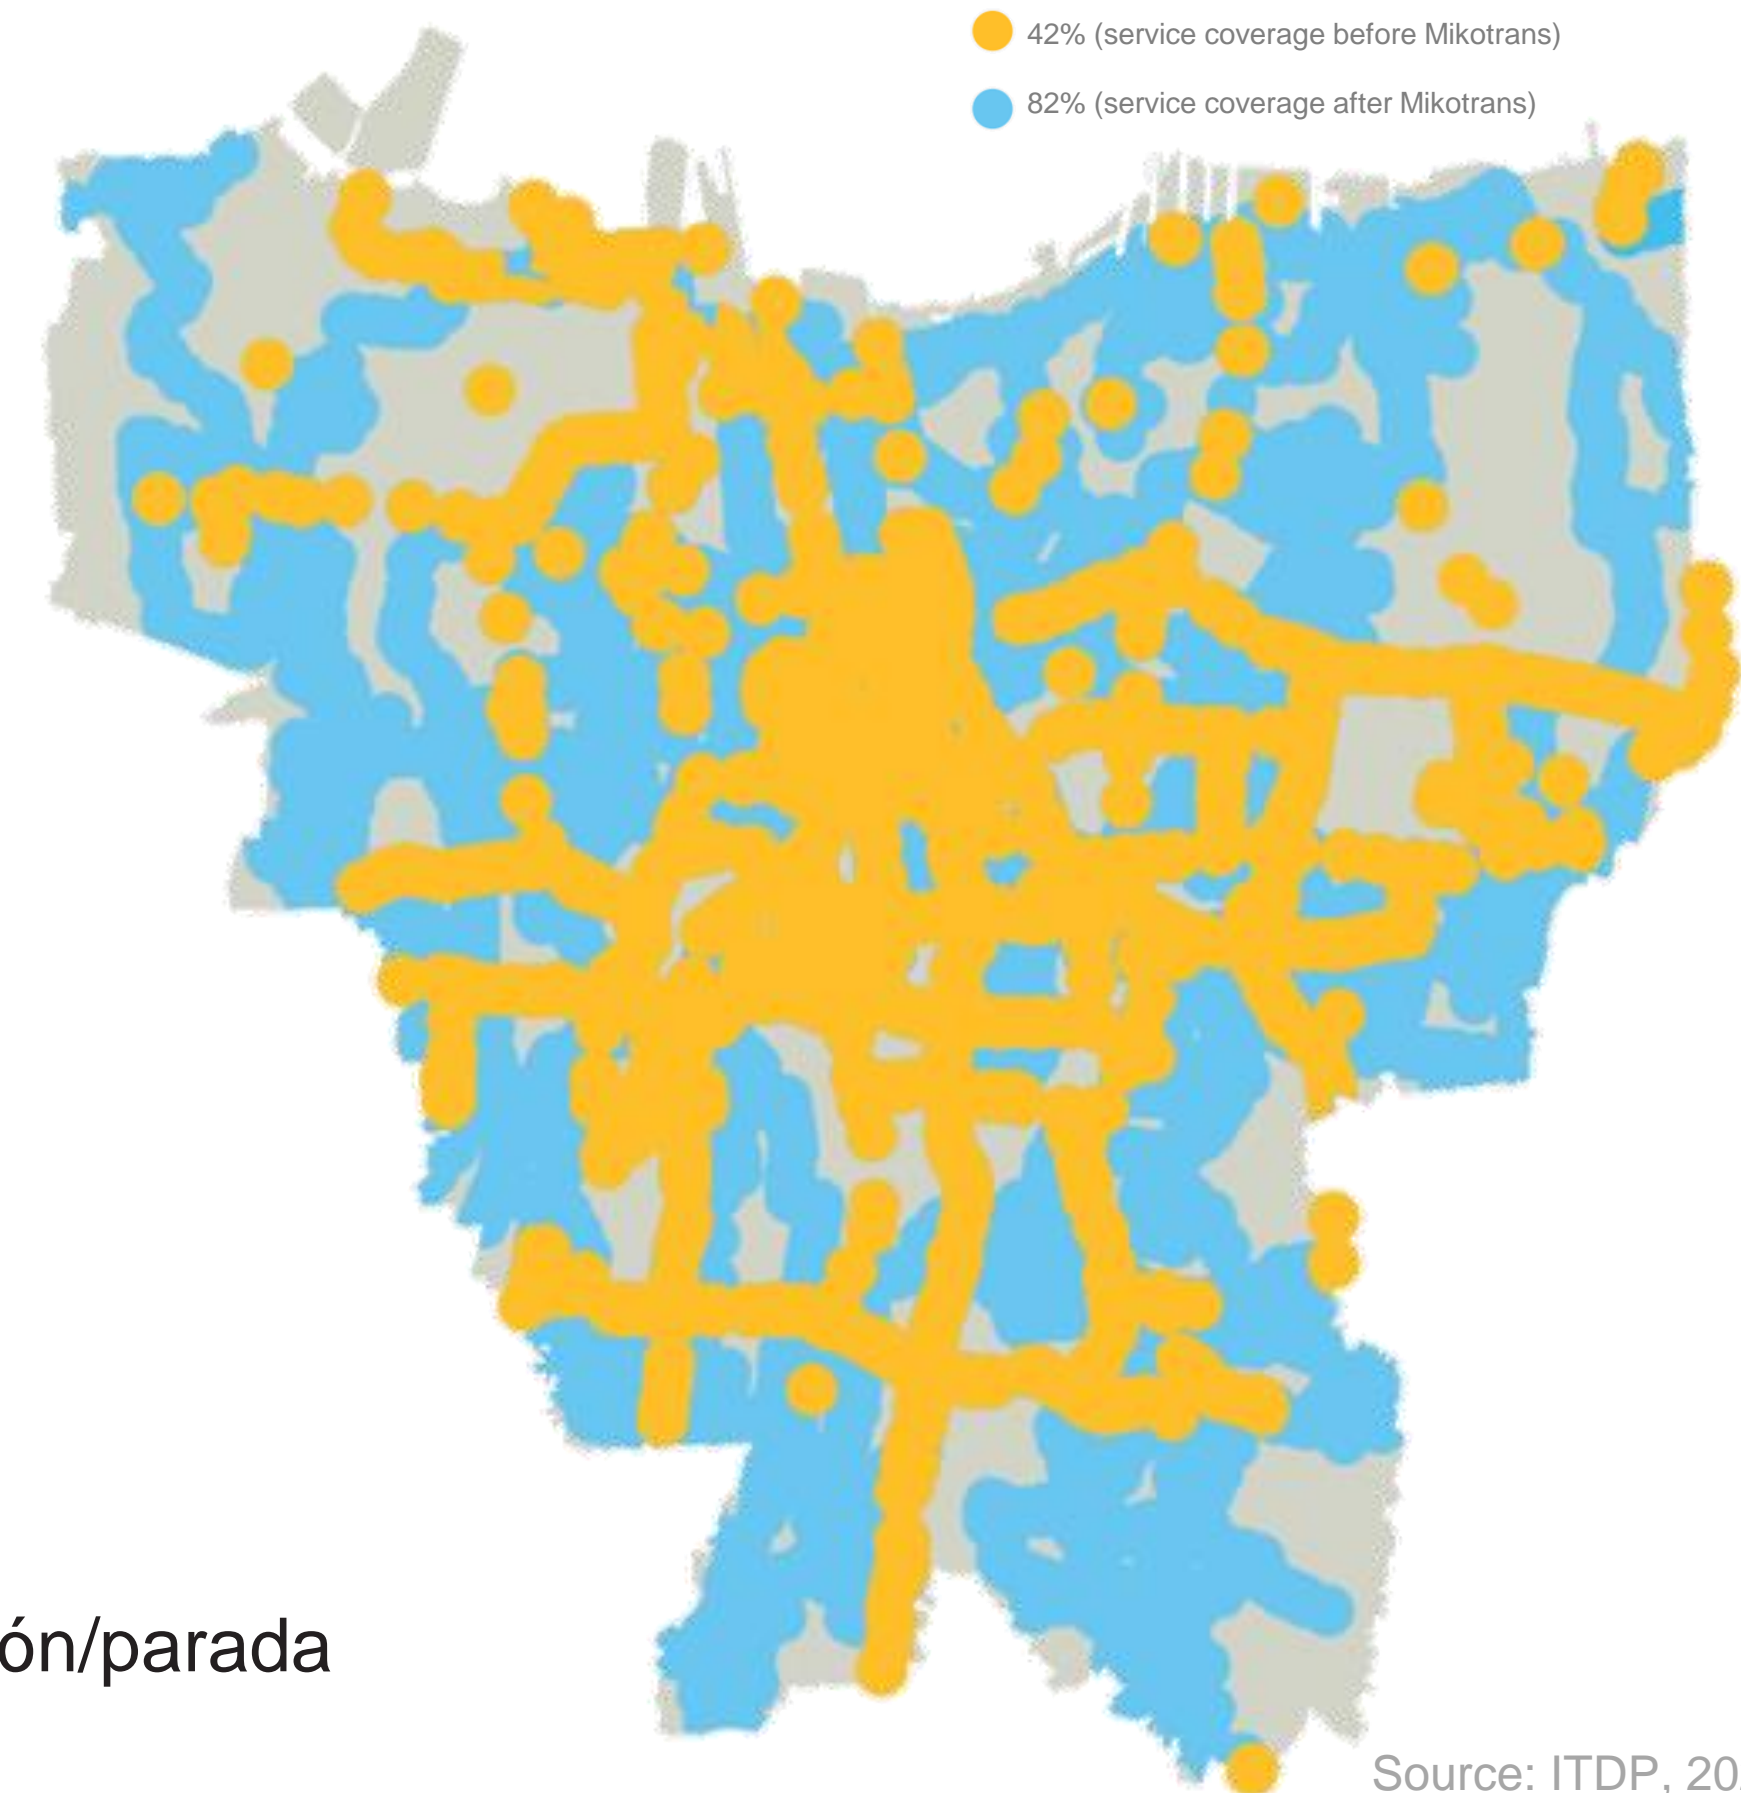 42% (service coverage before Mikotrans)
82% (service coverage after Mikotrans)
ón/parada
Source: ITDP, 20